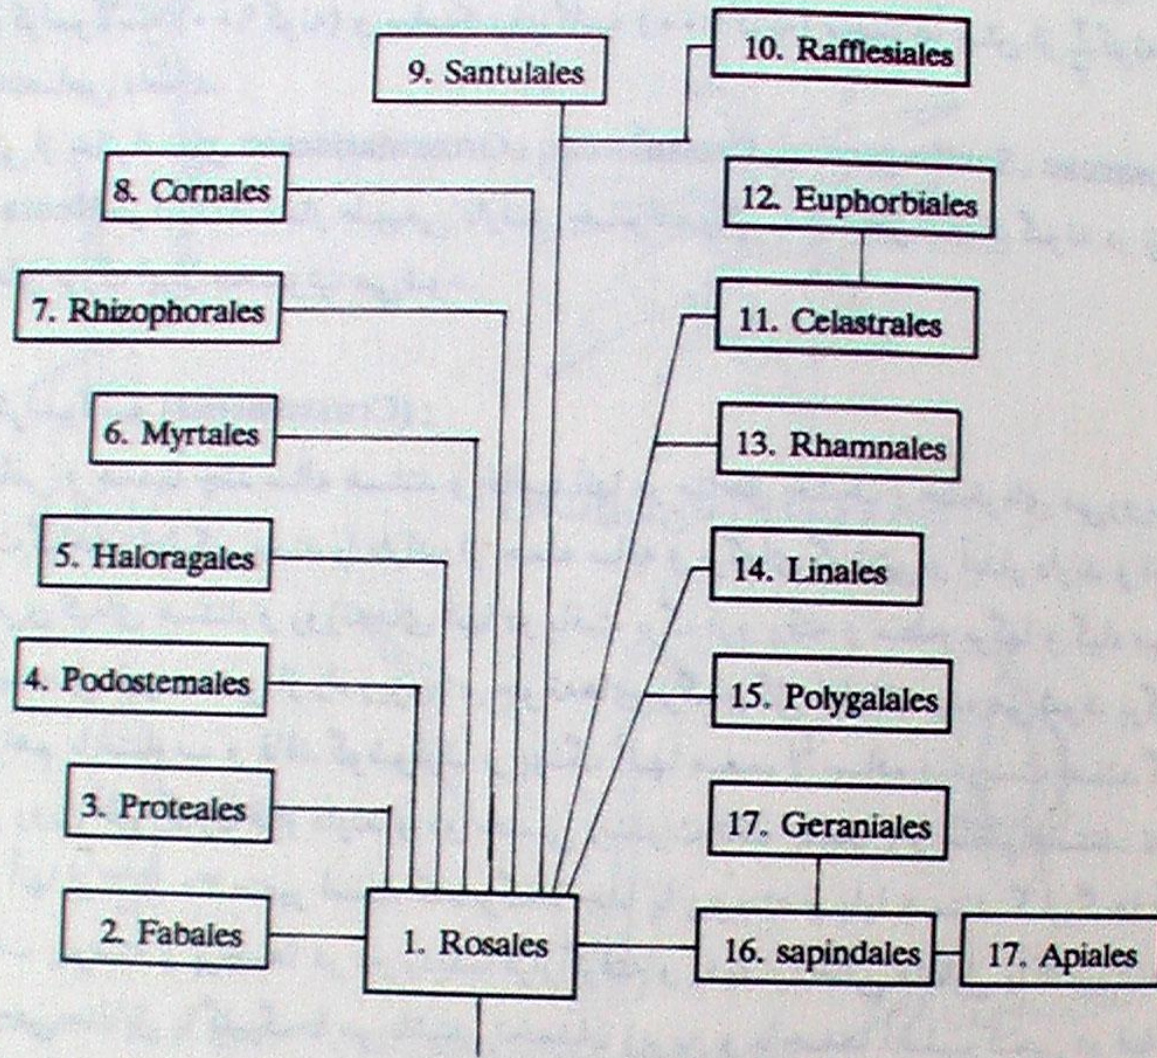 9. Santulales
10. Rafflesiales
8. Cornales
12. Euphorbiales
7. Rhizophorales
11. Celastrales
6. Myrtales
13. Rhamnales
5. Haloragales
14. Linales
4. Podostemales
15. Polygalales
3. Proteales
17. Geraniales
2. Fabales
1. Rosales
16. sapindales
17. Apiales